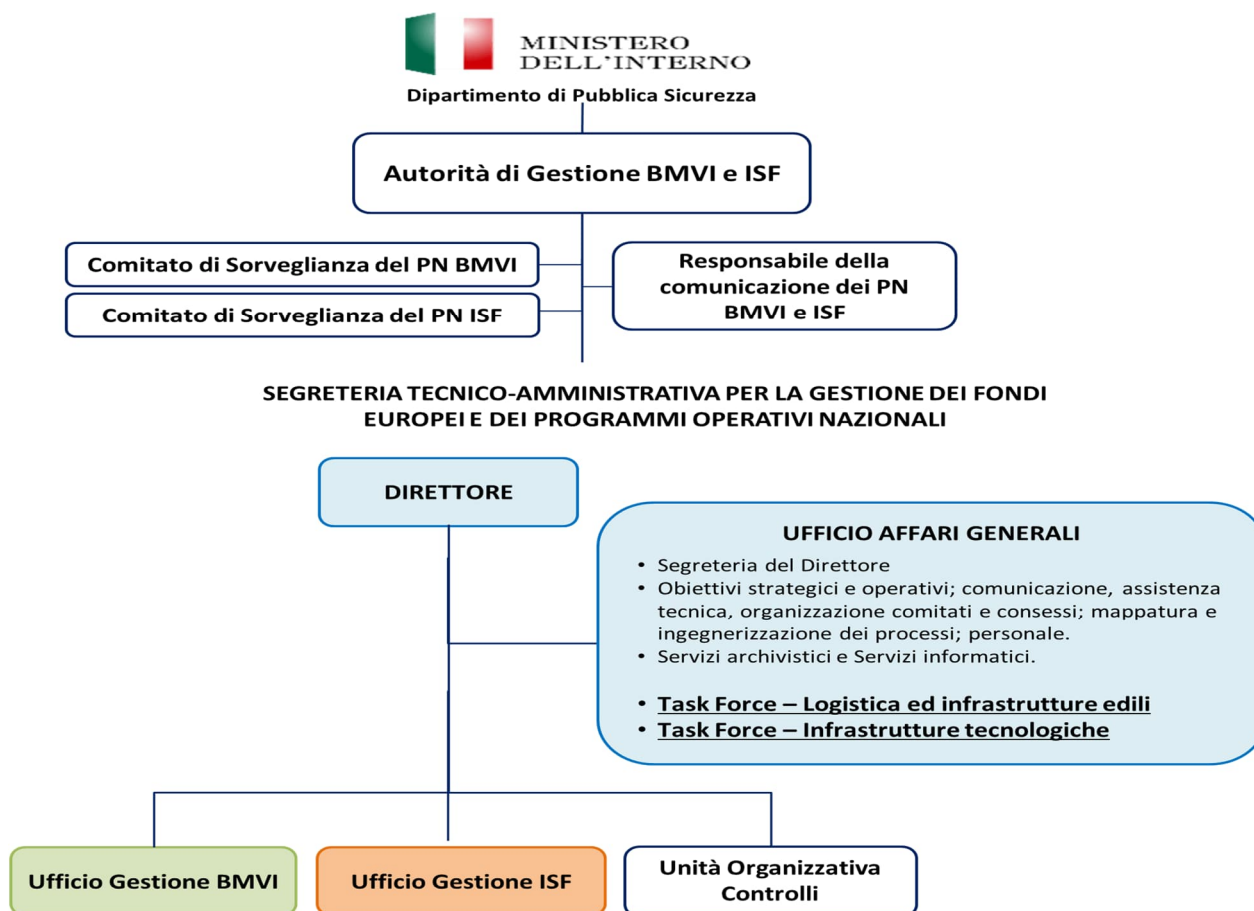 MINISTERO
DELL'INTERNO
Dipartimento di Pubblica Sicurezza
Autorità di Gestione BMVI e ISF
Comitato di Sorveglianza del PN BMVI
Comitato di Sorveglianza del PN ISF
Responsabile della
comunicazione dei PN
BMVI e ISF
SEGRETERIA TECNICO-AMMINISTRATIVA PER LA GESTIONE DEI FONDI
EUROPEI E DEI PROGRAMMI OPERATIVI NAZIONALI
DIRETTORE
UFFICIO AFFARI GENERALI
• Segreteria del Direttore
• Obiettivi strategici e operativi; comunicazione, assistenza
tecnica, organizzazione comitati e consessi; mappatura e
ingegnerizzazione dei processi; personale.
• Servizi archivistici e Servizi informatici.
• Task Force – Logistica ed infrastrutture edili
• Task Force – Infrastrutture tecnologiche
Ufficio Gestione BMVI
Ufficio Gestione ISF
Unità Organizzativa
Controlli